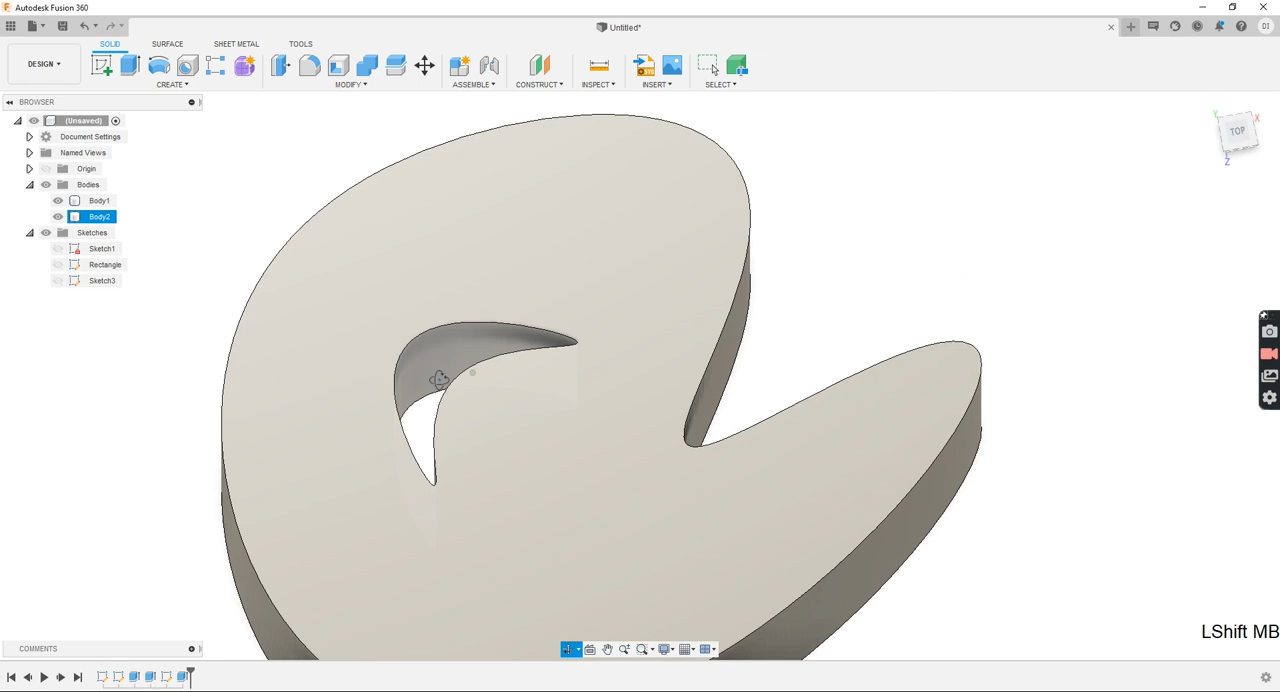 Autodesk Fusion 360
Untitled*
DI
DESIGN
SOLID
SURFACE
SHEET METAL
TOOLS
CREATE
MODIFY
ASSEMBLE
CONSTRUCT
INSPECT
INSERT
SELECT
BROWSER
(Unsaved)
Document Settings
Named Views
Origin
Bodies
Body1
Body2
Sketches
Sketch1
Rectangle
Sketch3
Y
X
TOP
Z
LShift MB
COMMENTS